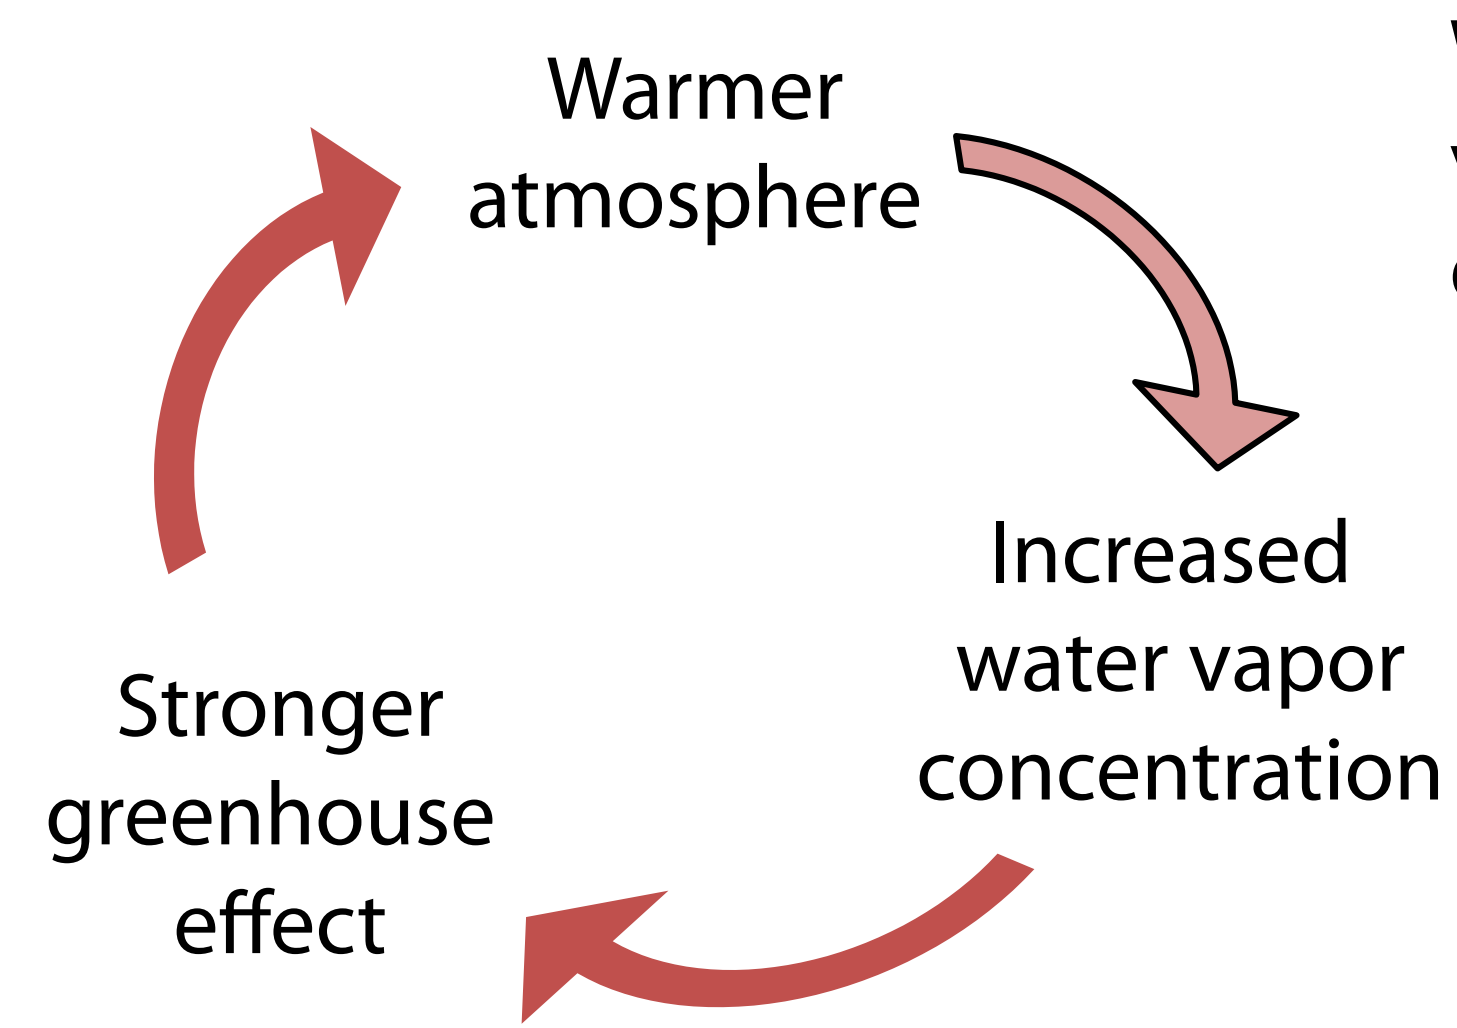 Warmer
atmosphere
Increased
water vapor
concentration
Stronger
greenhouse
effect